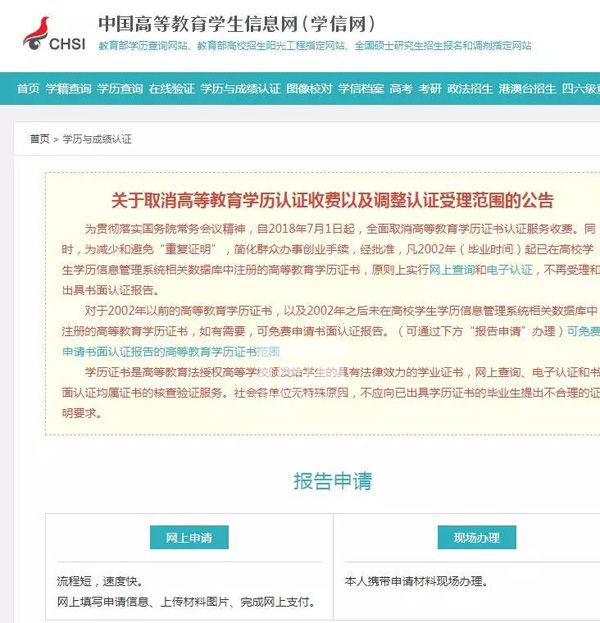 中国高等教育学生信息网(学信网)
CHSI
教育部学历查询网站、教育部高校招生阳光工程指定网站、全国硕士研究生招生报名和调剂指定网站
首页 学籍查询 学历查询 在线验证 学历与成绩认证 图像校对 学信档案 高考 考研 政法招生 港澳台招生 四六级
首页 > 学历与成绩认证
关于取消高等教育学历认证收费以及调整认证受理范围的公告
为贯彻落实国务院常务会议精神，自2018年7月1日起，全面取消高等教育学历证书认证服务收费。同
时，为减少和避免“重复证明”，简化群众办事创业手续，经批准，凡2002年（毕业时间）起已在高校学
生学历信息管理系统相关数据库中注册的高等教育学历证书，原则上实行网上查询和电子认证，不再受理和
出具书面认证报告。
对于2002年以前的高等教育学历证书，以及2002年之后未在高校学生学历信息管理系统相关数据库中
注册的高等教育学历证书，如有需要，可免费申请书面认证报告。（可通过下方“报告申请”办理）可免费
申请书面认证报告的高等教育学历证书范围
学历证书是高等教育法授权高等学校颁发给学生的具有法律效力的学业证书，网上查询、电子认证和书
面认证均属证书的核查验证服务。社会各单位无特殊原因，不应向已出具学历证书的毕业生提出不合理的证
明要求。
报告申请
网上申请
现场办理
流程短，速度快。
网上填写申请信息、上传材料图片、完成网上支付。
本人携带申请材料现场办理。